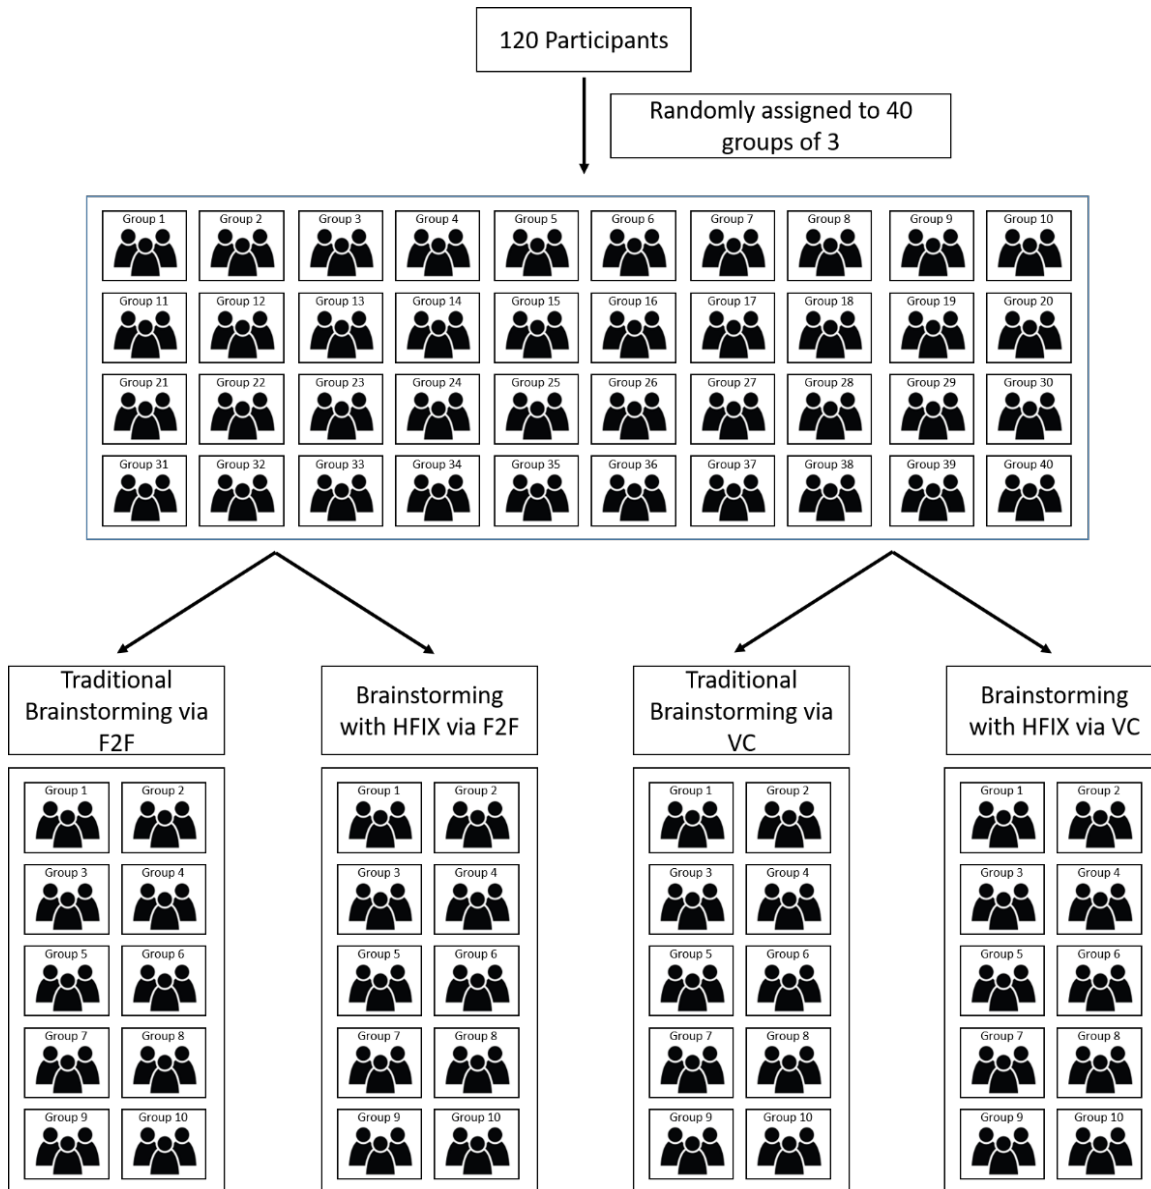 120 Participants
Randomly assigned to 40
groups of 3
Group 1
Group 2
Group 3
Group 4
Group 5
Group 6
Group 7
Group 8
Group 9
Group 10
Group 11
Group 12
Group 13
Group 14
Group 15
Group 16
Group 17
Group 18
Group 19
Group 20
Group 21
Group 22
Group 23
Group 24
Group 25
Group 26
Group 27
Group 28
Group 29
Group 30
Group 31
Group 32
Group 33
Group 34
Group 35
Group 36
Group 37
Group 38
Group 39
Group 40
Traditional
Brainstorming via
F2F
Group 1
Group 2
Group 3
Group 4
Group 5
Group 6
Group 7
Group 8
Group 9
Group 10
Brainstorming
with HFIX via F2F
Group 1
Group 2
Group 3
Group 4
Group 5
Group 6
Group 7
Group 8
Group 9
Group 10
Traditional
Brainstorming via
VC
Group 1
Group 2
Group 3
Group 4
Group 5
Group 6
Group 7
Group 8
Group 9
Group 10
Brainstorming
with HFIX via VC
Group 1
Group 2
Group 3
Group 4
Group 5
Group 6
Group 7
Group 8
Group 9
Group 10